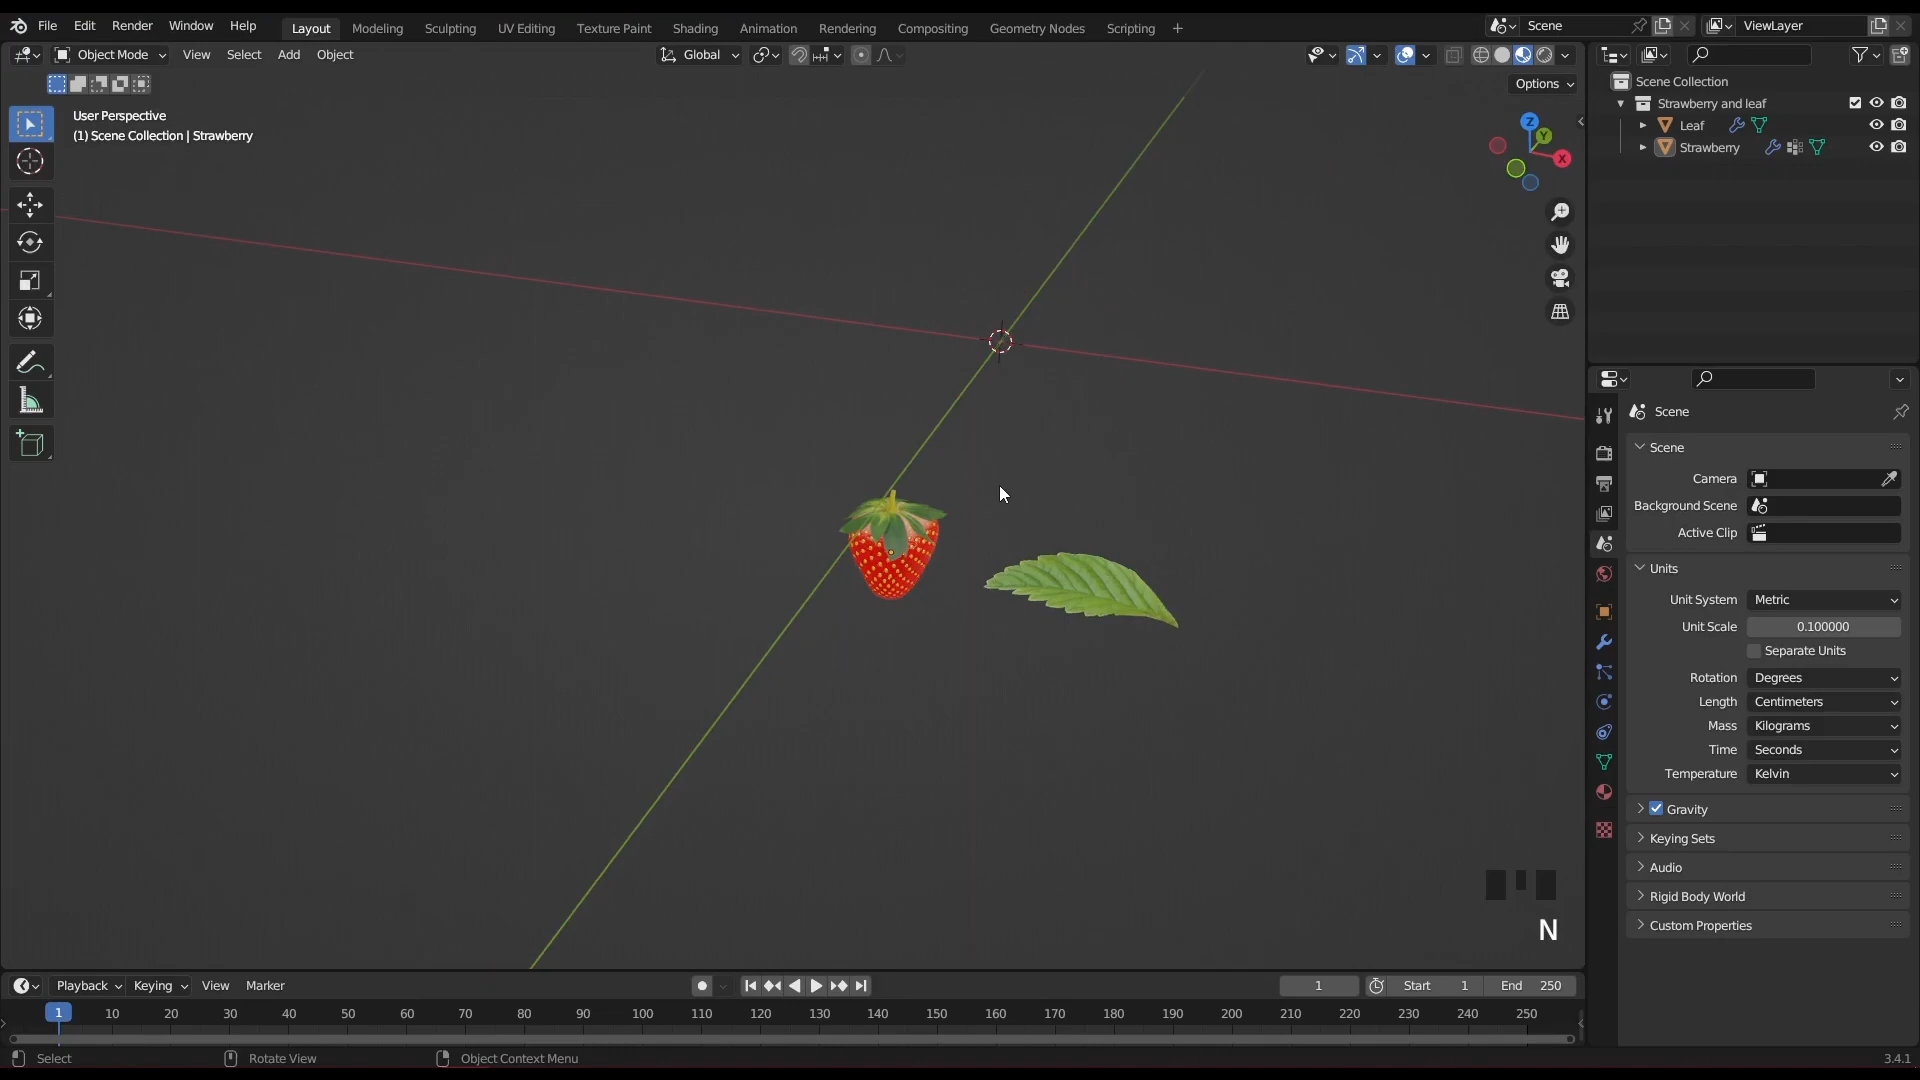 File Edit Render Window Help Layout Modeling Sculpting UV Editing Texture Paint Shading Animation Rendering Compositing Geometry Nodes Scripting + Scene ViewLayer
Object Mode View Select Add Object Global
Options
User Perspective
(1) Scene Collection | Strawberry
Z
Y
X
Scene Collection
Strawberry and leaf
Leaf
Strawberry
Scene
Scene
Camera
Background Scene
Active Clip
Units
Unit System Metric
Unit Scale 0.100000
Separate Units
Rotation Degrees
Length Centimeters
Mass Kilograms
Time Seconds
Temperature Kelvin
Gravity
Keying Sets
Audio
Rigid Body World
Custom Properties
N
Playback Keying View Marker 1 Start 1 End 250
1 10 20 30 40 50 60 70 80 90 100 110 120 130 140 150 160 170 180 190 200 210 220 230 240 250
Select Rotate View Object Context Menu 3.4.1